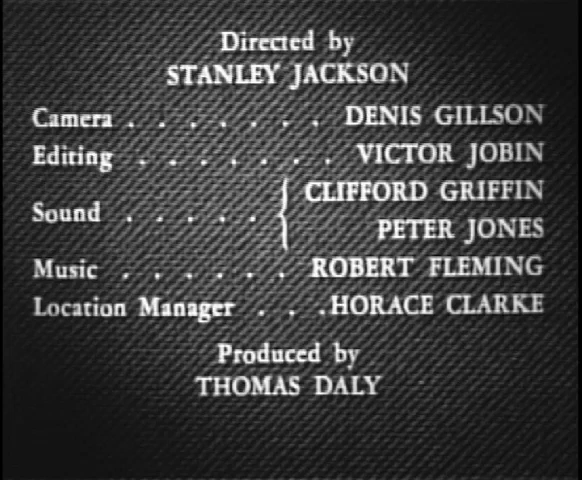 Directed by
STANLEY JACKSON
Camera . . . . . . . DENIS GILLSON
Editing . . . . . . . VICTOR JOBIN
Sound . . . . . { CLIFFORD GRIFFIN
PETER JONES
Music . . . . . . ROBERT FLEMING
Location Manager . . . HORACE CLARKE
Produced by
THOMAS DALY